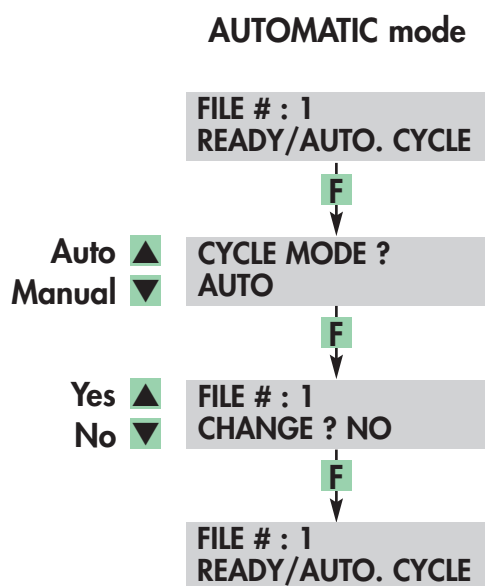 AUTOMATIC mode
FILE # : 1
READY/AUTO. CYCLE
F
Auto ▲
Manual ▼
CYCLE MODE ?
AUTO
F
Yes ▲
No ▼
FILE # : 1
CHANGE ? NO
F
FILE # : 1
READY/AUTO. CYCLE